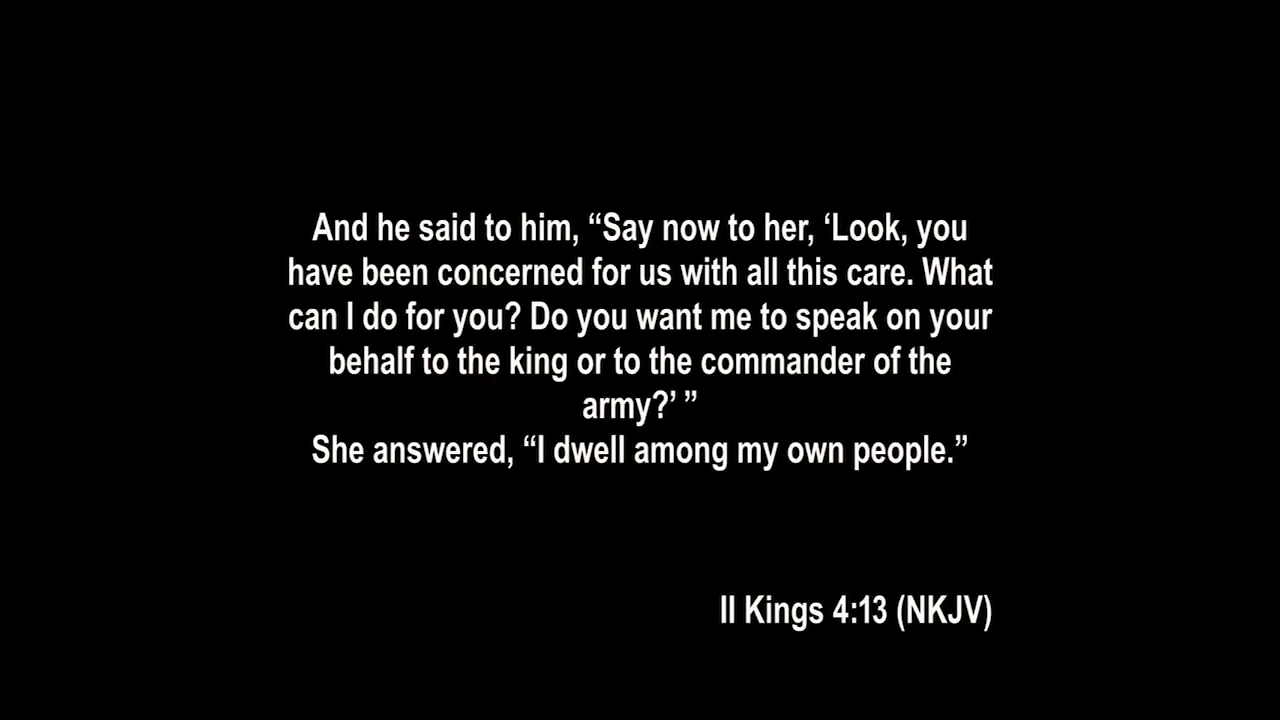 And he said to him, “Say now to her, ‘Look, you
have been concerned for us with all this care. What
can I do for you? Do you want me to speak on your
behalf to the king or to the commander of the
army?’ ”
She answered, “I dwell among my own people.”
II Kings 4:13 (NKJV)